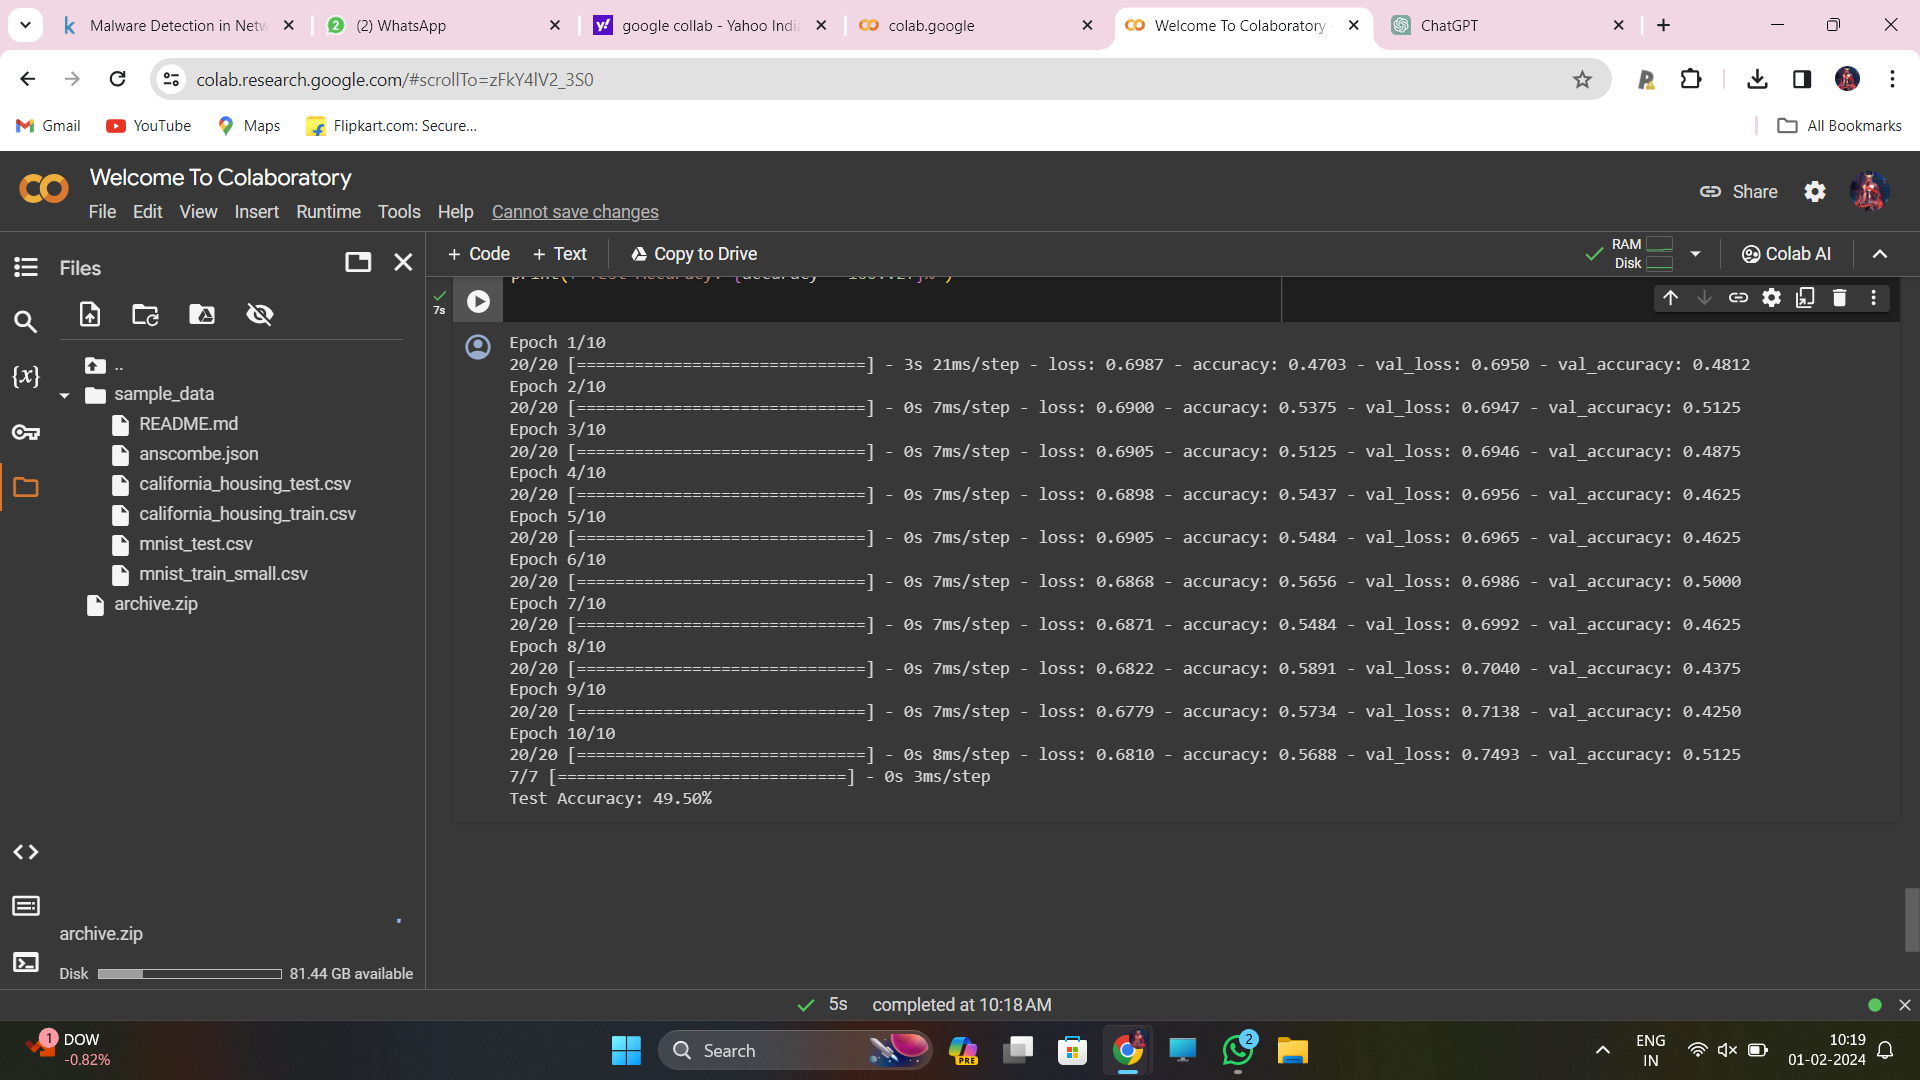 Malware Detection in Netw
(2) WhatsApp
google collab - Yahoo Indi
colab.google
Welcome To Colaboratory
ChatGPT
colab.research.google.com/#scrollTo=zFkY4lV2_3S0
Gmail
YouTube
Maps
Flipkart.com: Secure...
All Bookmarks
Welcome To Colaboratory
File Edit View Insert Runtime Tools Help Cannot save changes
Share
Files
+ Code + Text Copy to Drive
RAM
Disk
Colab AI
7s
..
sample_data
README.md
anscombe.json
california_housing_test.csv
california_housing_train.csv
mnist_test.csv
mnist_train_small.csv
archive.zip
Epoch 1/10
20/20 [==============================] - 3s 21ms/step - loss: 0.6987 - accuracy: 0.4703 - val_loss: 0.6950 - val_accuracy: 0.4812
Epoch 2/10
20/20 [==============================] - 0s 7ms/step - loss: 0.6900 - accuracy: 0.5375 - val_loss: 0.6947 - val_accuracy: 0.5125
Epoch 3/10
20/20 [==============================] - 0s 7ms/step - loss: 0.6905 - accuracy: 0.5125 - val_loss: 0.6946 - val_accuracy: 0.4875
Epoch 4/10
20/20 [==============================] - 0s 7ms/step - loss: 0.6898 - accuracy: 0.5437 - val_loss: 0.6956 - val_accuracy: 0.4625
Epoch 5/10
20/20 [==============================] - 0s 7ms/step - loss: 0.6905 - accuracy: 0.5484 - val_loss: 0.6965 - val_accuracy: 0.4625
Epoch 6/10
20/20 [==============================] - 0s 7ms/step - loss: 0.6868 - accuracy: 0.5656 - val_loss: 0.6986 - val_accuracy: 0.5000
Epoch 7/10
20/20 [==============================] - 0s 7ms/step - loss: 0.6871 - accuracy: 0.5484 - val_loss: 0.6992 - val_accuracy: 0.4625
Epoch 8/10
20/20 [==============================] - 0s 7ms/step - loss: 0.6822 - accuracy: 0.5891 - val_loss: 0.7040 - val_accuracy: 0.4375
Epoch 9/10
20/20 [==============================] - 0s 7ms/step - loss: 0.6779 - accuracy: 0.5734 - val_loss: 0.7138 - val_accuracy: 0.4250
Epoch 10/10
20/20 [==============================] - 0s 8ms/step - loss: 0.6810 - accuracy: 0.5688 - val_loss: 0.7493 - val_accuracy: 0.5125
7/7 [==============================] - 0s 3ms/step
Test Accuracy: 49.50%
archive.zip
Disk 81.44 GB available
5s completed at 10:18 AM
1
DOW
-0.82%
Search
PRE
2
ENG
IN
10:19
01-02-2024